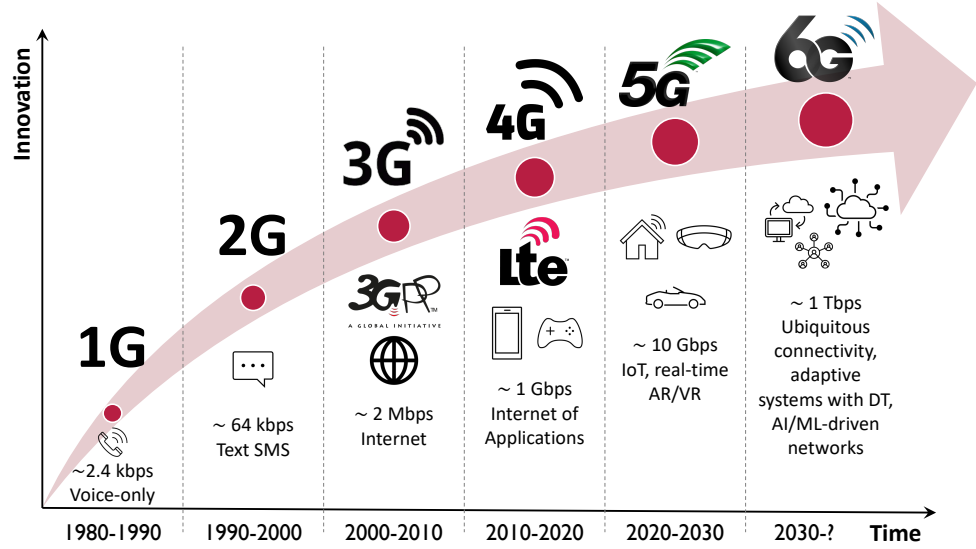 Innovation
1G
~2.4 kbps
Voice-only
1980-1990
2G
~ 64 kbps
Text SMS
1990-2000
3G
3GPP™
A GLOBAL INITIATIVE
~ 2 Mbps
Internet
2000-2010
4G
Lte™
~ 1 Gbps
Internet of
Applications
2010-2020
5G
~ 10 Gbps
IoT, real-time
AR/VR
2020-2030
6G
~ 1 Tbps
Ubiquitous
connectivity,
adaptive
systems with DT,
AI/ML-driven
networks
2030-?
Time